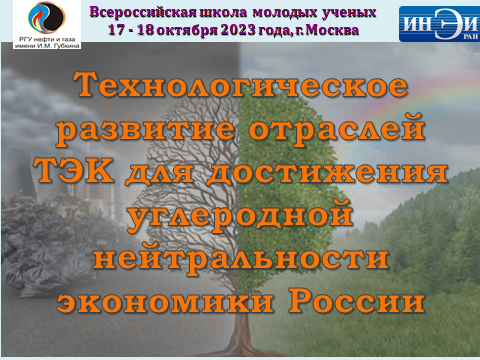 Всероссийская школа молодых ученых
17 - 18 октября 2023 года, г. Москва
РГУ нефти и газа
имени И.М. Губкина
ИНЭИ
РАН
Технологическое
развитие отраслей
ТЭК для достижения
углеродной
нейтральности
экономики России